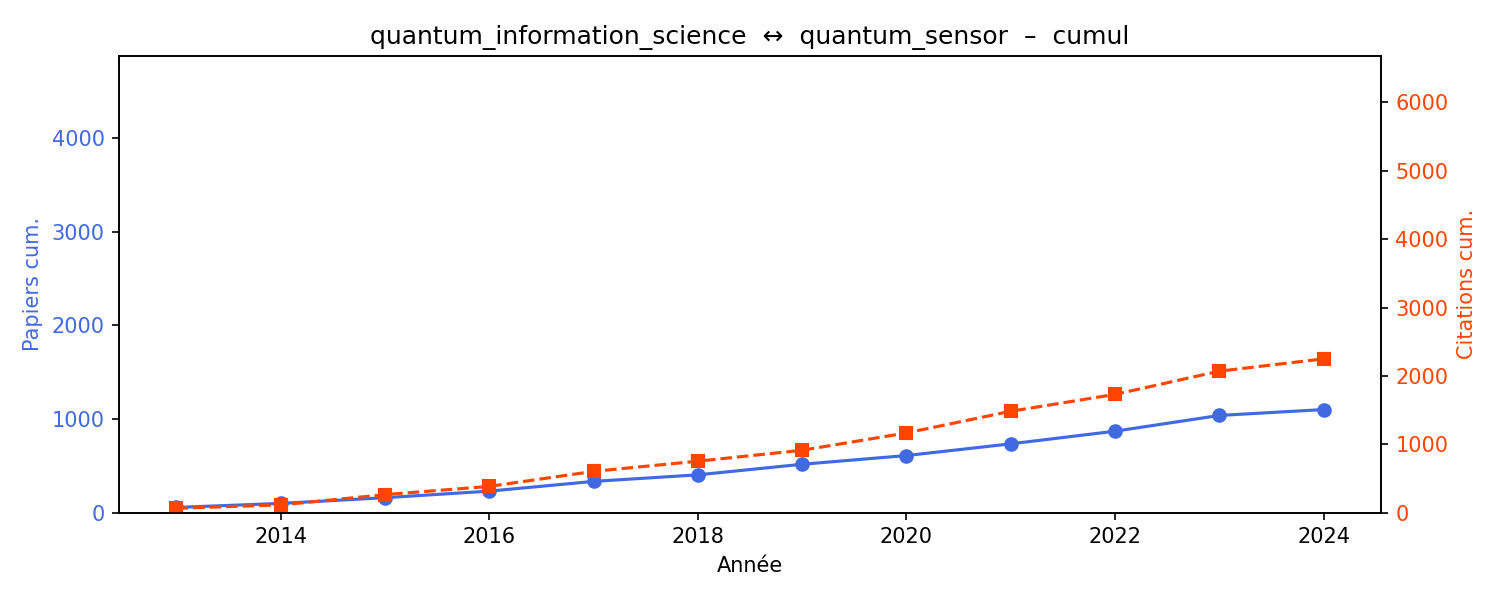 quantum_information_science ↔ quantum_sensor – cumul
Papiers cum.
4000
3000
2000
1000
0
6000
5000
4000
3000
2000
1000
0
Citations cum.
2014 2016 2018 2020 2022 2024
Année